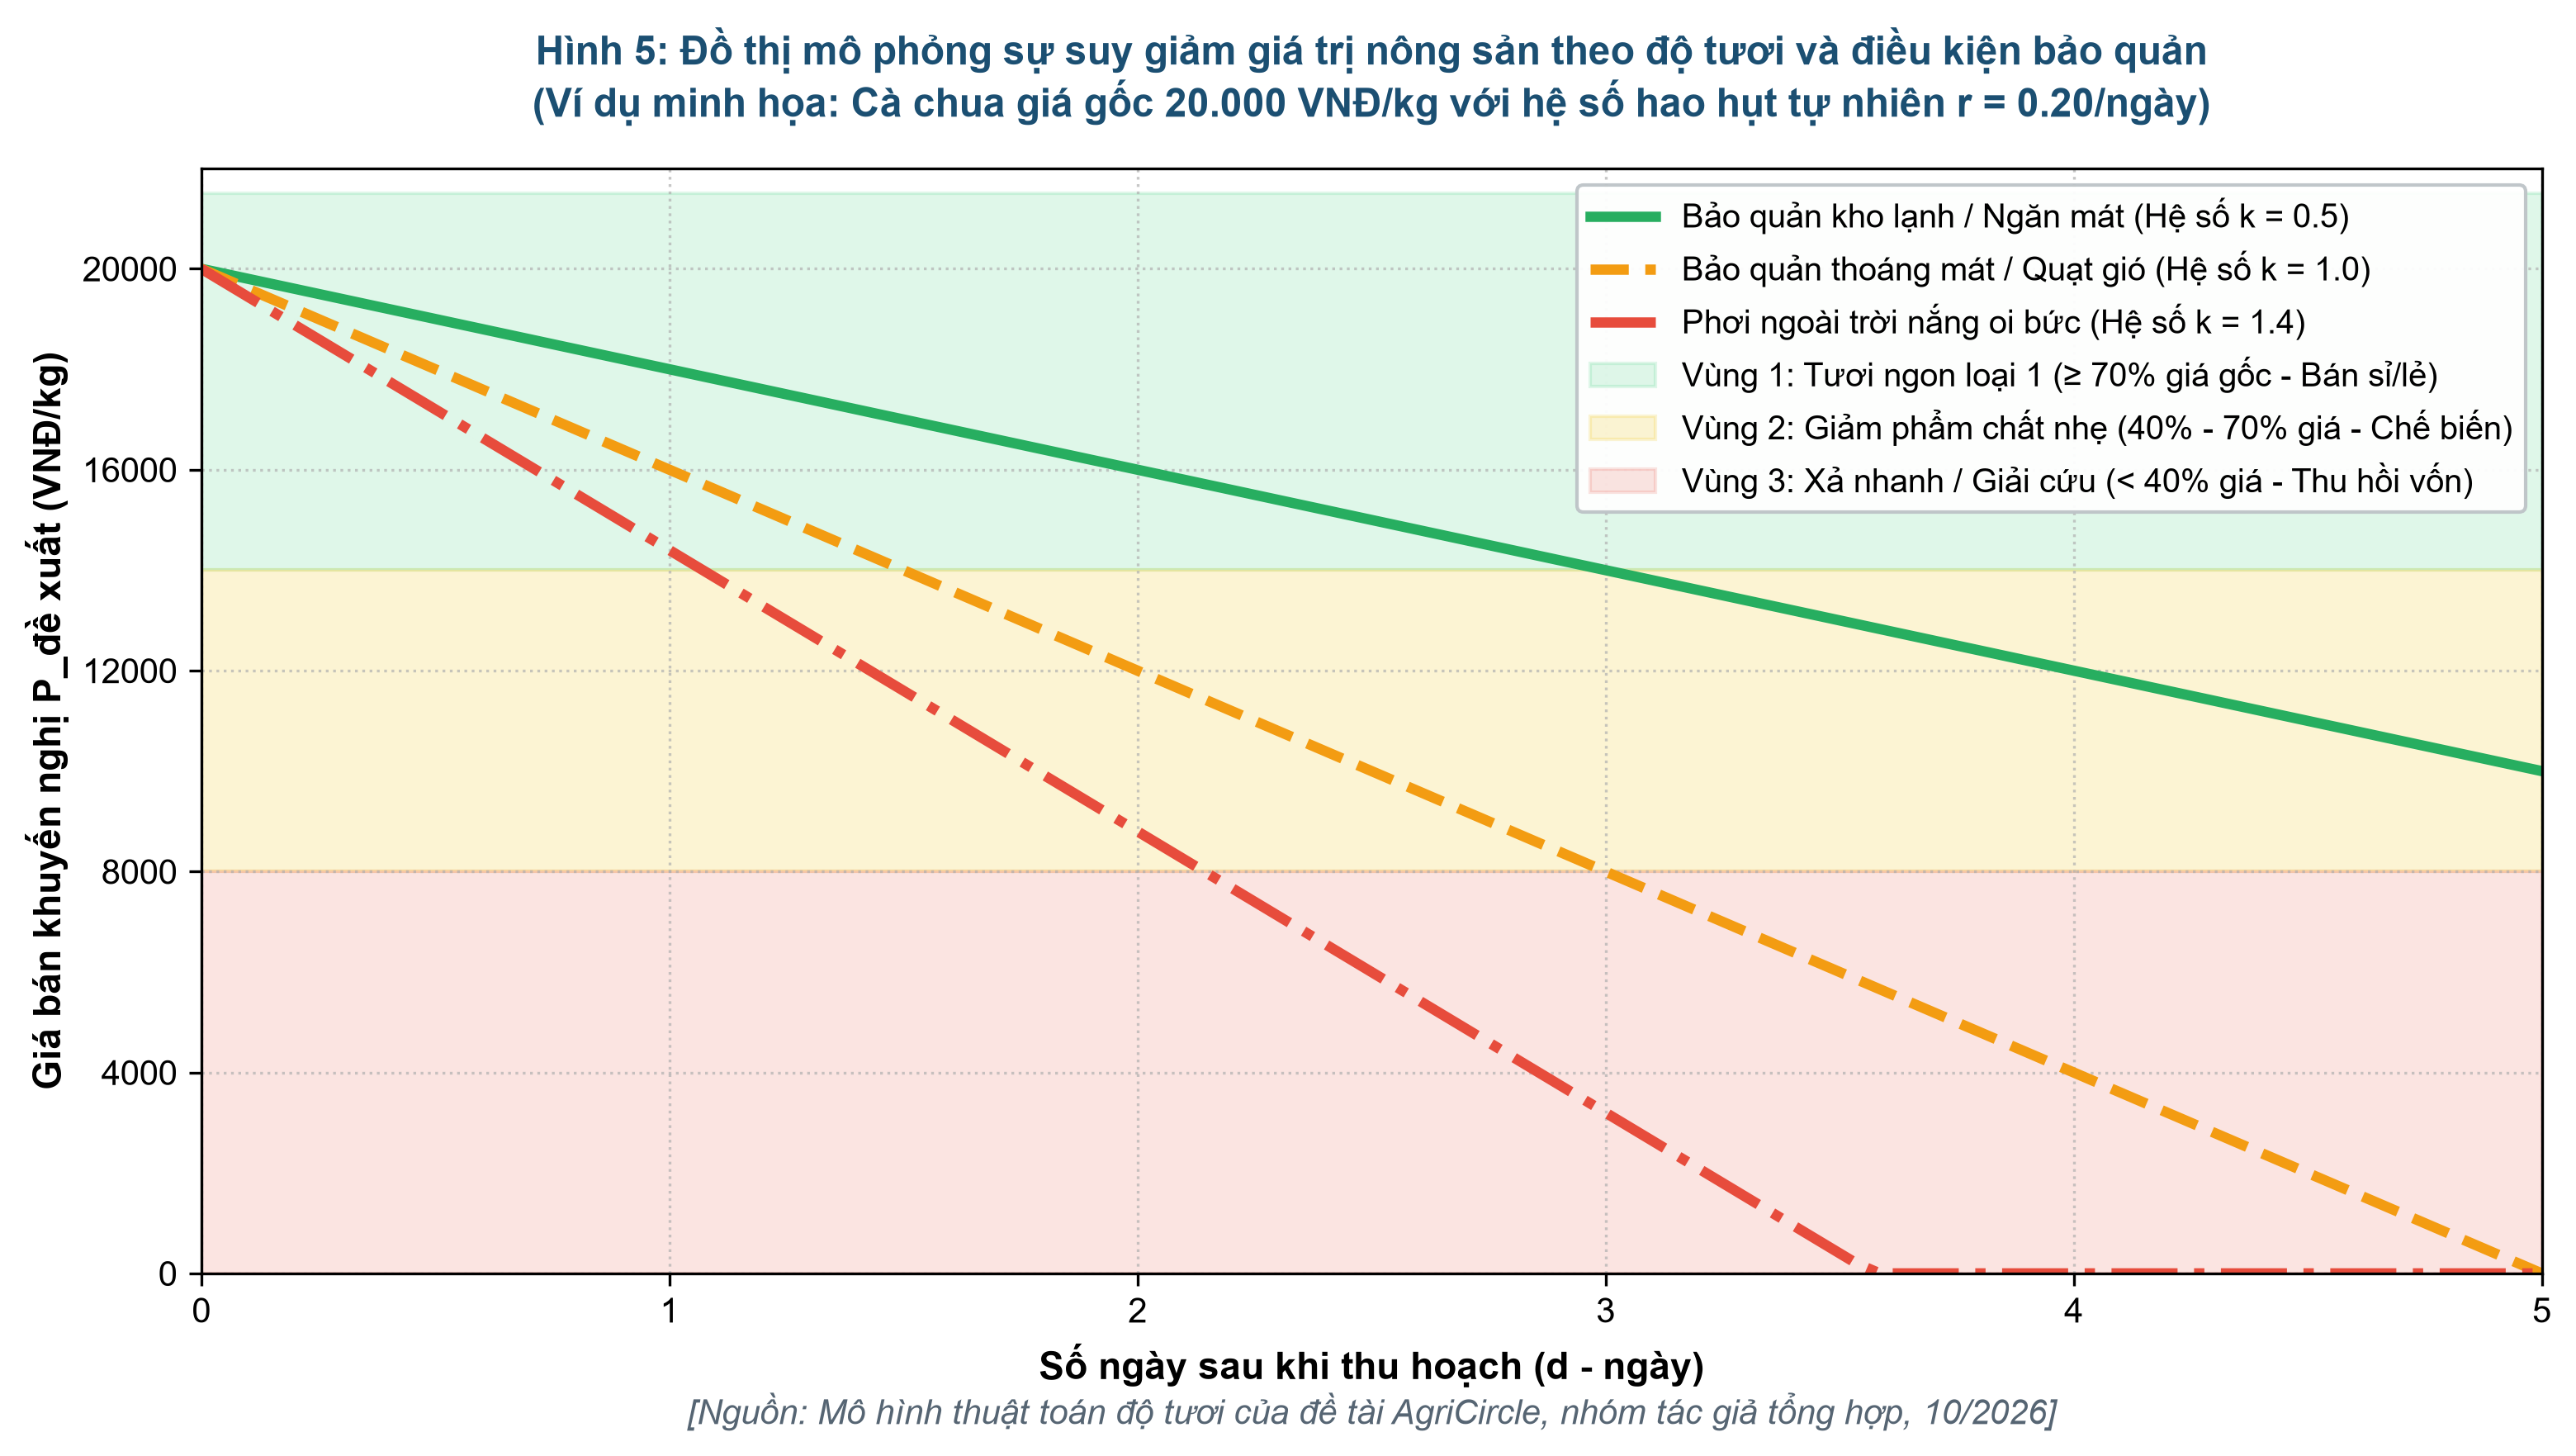 Hình 5: Đồ thị mô phỏng sự suy giảm giá trị nông sản theo độ tươi và điều kiện bảo quản
(Ví dụ minh họa: Cà chua giá gốc 20.000 VNĐ/kg với hệ số hao hụt tự nhiên r = 0.20/ngày)
Bảo quản kho lạnh / Ngăn mát (Hệ số k = 0.5)
Bảo quản thoáng mát / Quạt gió (Hệ số k = 1.0)
Phơi ngoài trời nắng oi bức (Hệ số k = 1.4)
Vùng 1: Tươi ngon loại 1 (≥ 70% giá gốc - Bán sỉ/lẻ)
Vùng 2: Giảm phẩm chất nhẹ (40% - 70% giá - Chế biến)
Vùng 3: Xả nhanh / Giải cứu (< 40% giá - Thu hồi vốn)
Giá bán khuyến nghị P_đề xuất (VNĐ/kg)
20000
16000
12000
8000
4000
0
0 1 2 3 4 5
Số ngày sau khi thu hoạch (d - ngày)
[Nguồn: Mô hình thuật toán độ tươi của đề tài AgriCircle, nhóm tác giả tổng hợp, 10/2026]